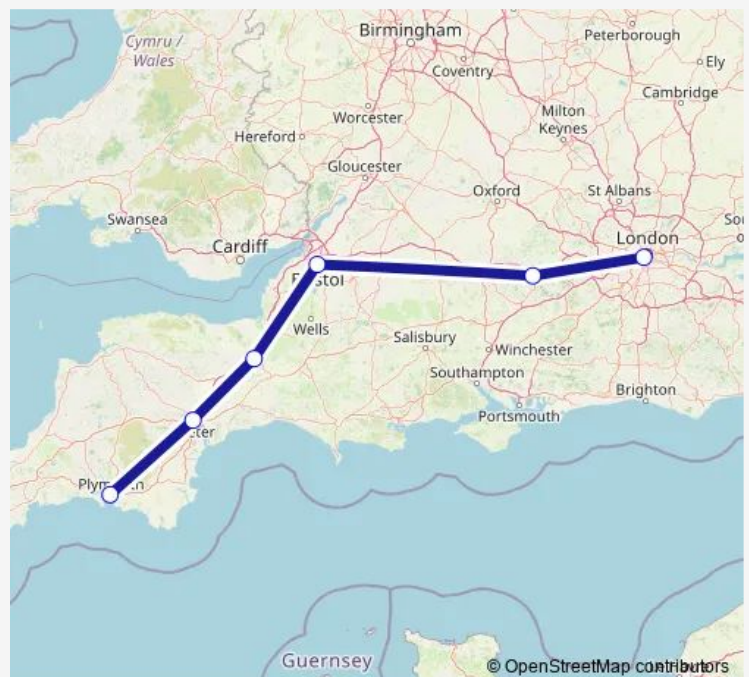 Birmingham
Peterborough
Cymru /
Wales
Coventry
Ely
Cambridge
Worcester
Milton
Keynes
Hereford
Gloucester
Oxford
St Albans
Swansea
Cardiff
London
Wells
Salisbury
Winchester
Southampton
Brighton
Portsmouth
Guernsey
© OpenStreetMap contributors